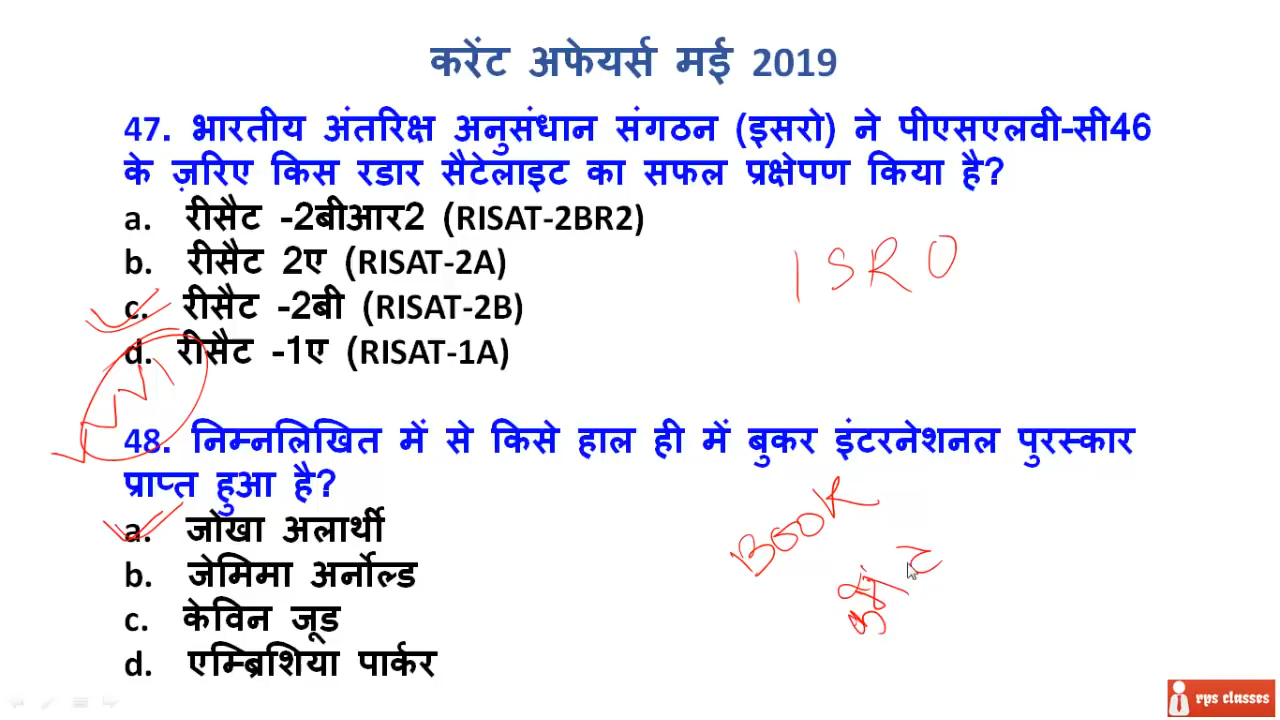 करेंट अफेयर्स मई 2019
47. भारतीय अंतरिक्ष अनुसंधान संगठन (इसरो) ने पीएसएलवी-सी46
के ज़रिए किस रडार सैटेलाइट का सफल प्रक्षेपण किया है?
a. रीसैट -2बीआर2 (RISAT-2BR2)
b. रीसैट 2ए (RISAT-2A)
ISRO
c. रीसैट -2बी (RISAT-2B)
d. रीसैट -1ए (RISAT-1A)
48. निम्नलिखित में से किसे हाल ही में बुकर इंटरनेशनल पुरस्कार
प्राप्त हुआ है?
BOOK
a. जोखा अलार्थी
b. जेमिमा अर्नोल्ड
c. केविन जूड
d. एम्ब्रिशिया पार्कर
rps classes